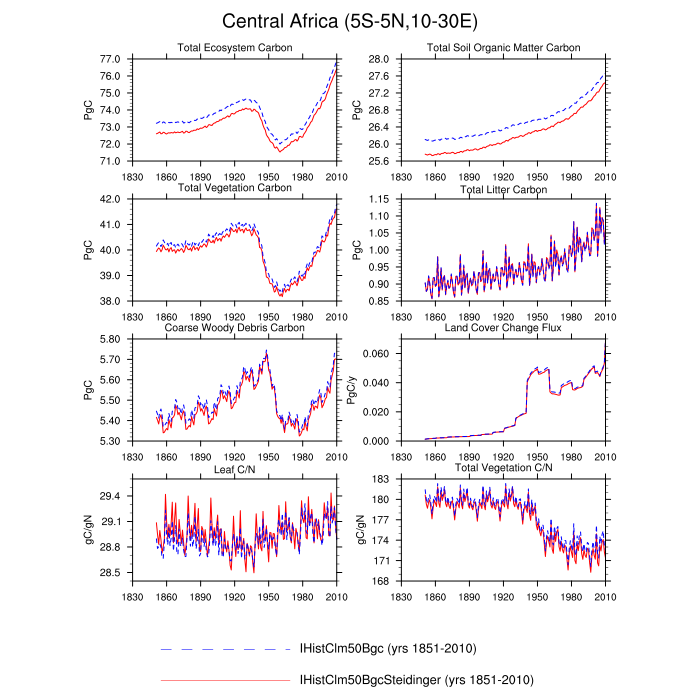 Central Africa (5S-5N,10-30E)
Total Ecosystem Carbon
PgC
77.0
76.0
75.0
74.0
73.0
72.0
71.0
1830 1860 1890 1920 1950 1980 2010
Total Soil Organic Matter Carbon
PgC
28.0
27.6
27.2
26.8
26.4
26.0
25.6
1830 1860 1890 1920 1950 1980 2010
Total Vegetation Carbon
PgC
42.0
41.0
40.0
39.0
38.0
1830 1860 1890 1920 1950 1980 2010
Total Litter Carbon
PgC
1.15
1.10
1.05
1.00
0.95
0.90
0.85
1830 1860 1890 1920 1950 1980 2010
Coarse Woody Debris Carbon
PgC
5.80
5.70
5.60
5.50
5.40
5.30
1830 1860 1890 1920 1950 1980 2010
Land Cover Change Flux
PgC/y
0.060
0.040
0.020
0.000
1830 1860 1890 1920 1950 1980 2010
Leaf C/N
gC/gN
29.4
29.1
28.8
28.5
1830 1860 1890 1920 1950 1980 2010
Total Vegetation C/N
gC/gN
183
180
177
174
171
168
1830 1860 1890 1920 1950 1980 2010
IHistClm50Bgc (yrs 1851-2010)
IHistClm50BgcSteidinger (yrs 1851-2010)